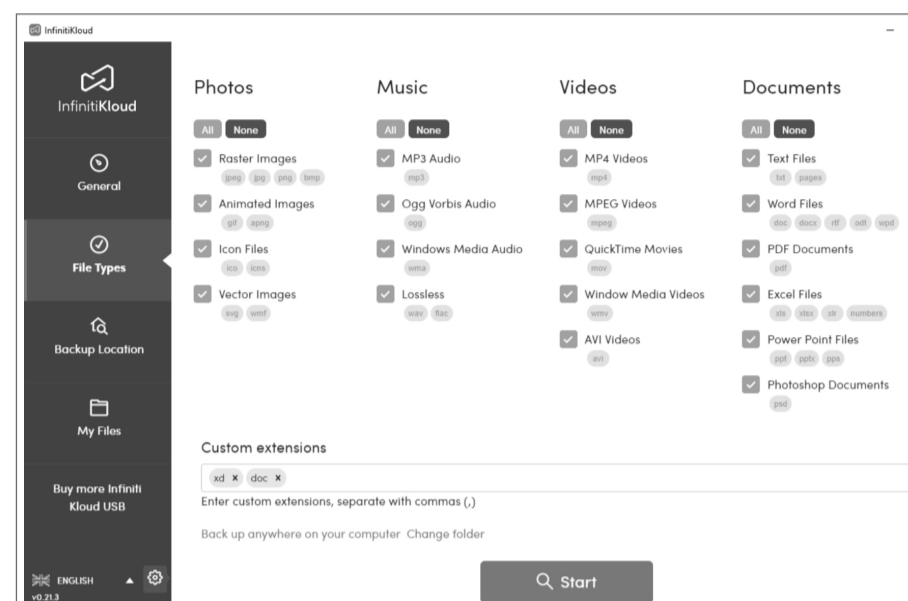 InfinitiKloud
InfinitiKloud
General
File Types
Backup Location
My Files
Buy more Infiniti
Kloud USB
ENGLISH
v0.21.3
Photos
All None
Raster Images
jpeg jpg png bmp
Animated Images
gif apng
Icon Files
ico icns
Vector Images
svg wmf
Music
All None
MP3 Audio
mp3
Ogg Vorbis Audio
ogg
Windows Media Audio
wma
Lossless
wav flac
Videos
All None
MP4 Videos
mp4
MPEG Videos
mpeg
QuickTime Movies
mov
Window Media Videos
wmv
AVI Videos
avi
Documents
All None
Text Files
txt pages
Word Files
doc docx rtf odt wpd
PDF Documents
pdf
Excel Files
xls xlsx xlr numbers
Power Point Files
ppt pptx pps
Photoshop Documents
psd
Custom extensions
xd × doc ×
Enter custom extensions, separate with commas (,)
Back up anywhere on your computer Change folder
Start